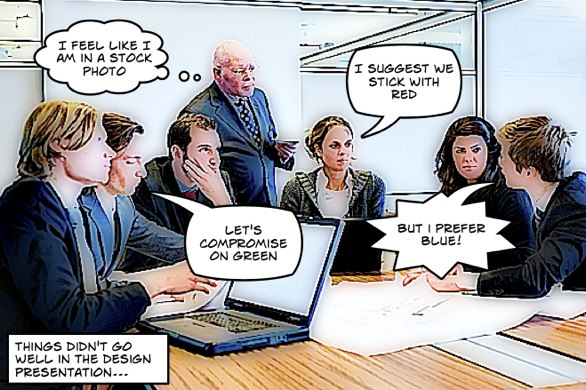 I FEEL LIKE I
AM IN A STOCK
PHOTO
I SUGGEST WE
STICK WITH
RED
LET'S
COMPROMISE
ON GREEN
BUT I PREFER
BLUE!
THINGS DIDN'T GO
WELL IN THE DESIGN
PRESENTATION...